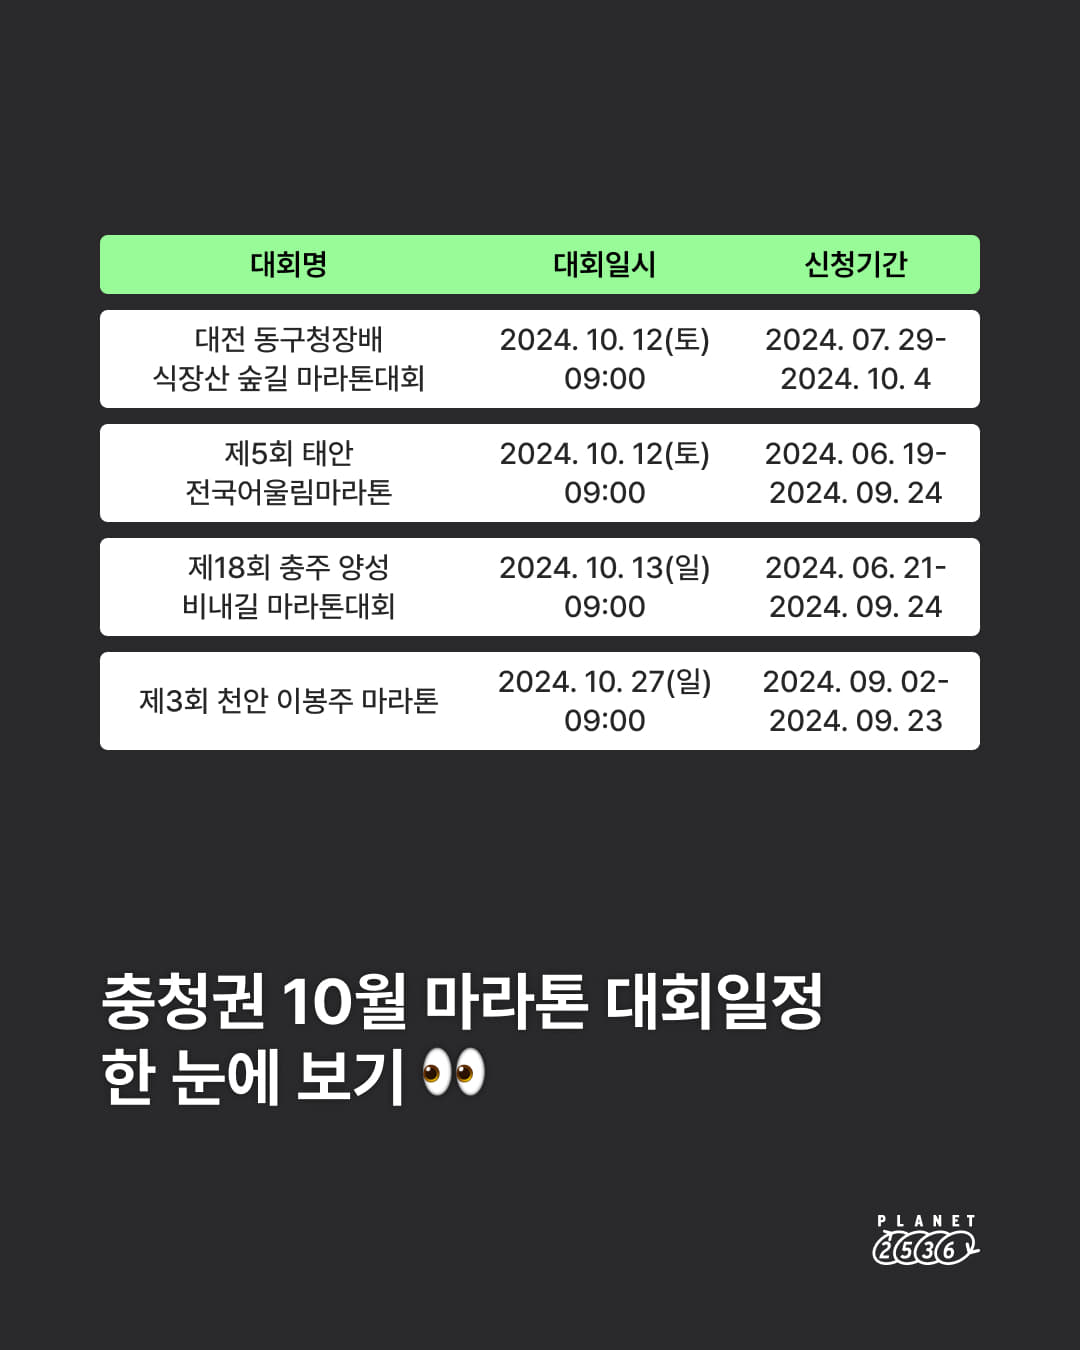 대회명 대회일시 신청기간
대전 동구청장배 2024. 10. 12(토) 2024. 07. 29-
식장산 숲길 마라톤대회 09:00 2024. 10. 4
제5회 태안 2024. 10. 12(토) 2024. 06. 19-
전국어울림마라톤 09:00 2024. 09. 24
제18회 충주 앙성 2024. 10. 13(일) 2024. 06. 21-
비내길 마라톤대회 09:00 2024. 09. 24
제3회 천안 이봉주 마라톤 2024. 10. 27(일) 2024. 09. 02-
09:00 2024. 09. 23
충청권 10월 마라톤 대회일정
한 눈에 보기 👀
PLANET
2536